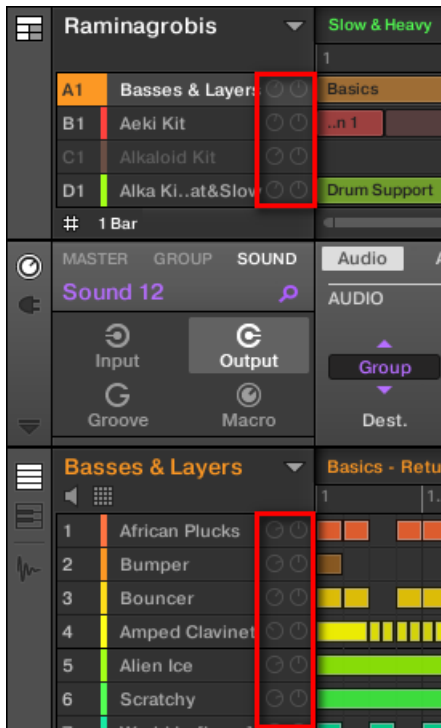 Raminagrobis
Slow & Heavy
1
A1 Basses & Layers Basics
B1 Aeki Kit ..n 1
C1 Alkaloid Kit
D1 Alka Ki..at&Slow Drum Support
1 Bar
MASTER GROUP SOUND Audio
Sound 12
AUDIO
Input Output
Group
Groove Macro
Dest.
Basses & Layers Basics - Retu
1 1.
1 African Plucks
2 Bumper
3 Bouncer
4 Amped Clavinet
5 Alien Ice
6 Scratchy